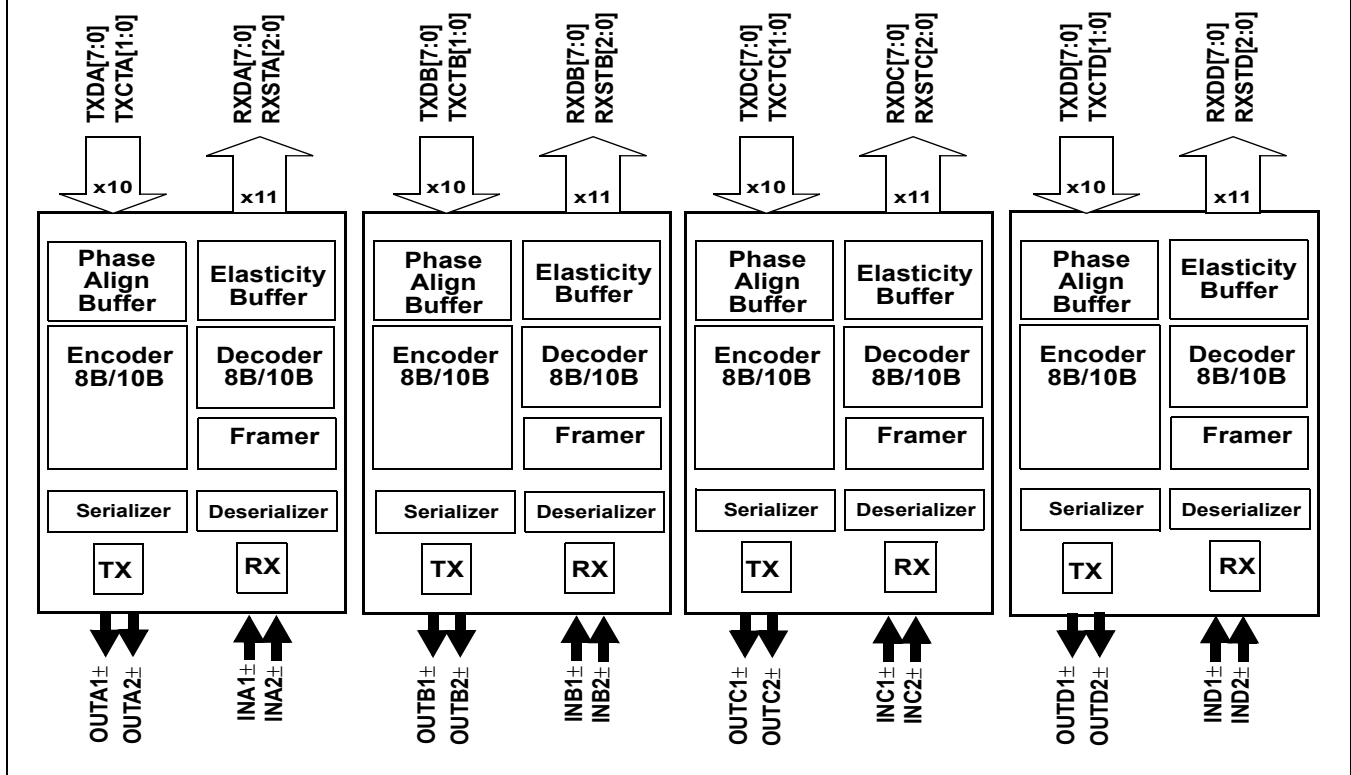 TXDA[7:0]
TXCTA[1:0]
RXDA[7:0]
RXSTA[2:0]
TXDB[7:0]
TXCTB[1:0]
RXDB[7:0]
RXSTB[2:0]
TXDC[7:0]
TXCTC[1:0]
RXDC[7:0]
RXSTC[2:0]
TXDD[7:0]
TXCTD[1:0]
RXDD[7:0]
RXSTD[2:0]
x10
x11
x10
x11
x10
x11
x10
x11
Phase
Align
Buffer
Elasticity
Buffer
Encoder
8B/10B
Decoder
8B/10B
Framer
Serializer
Deserializer
TX
RX
Phase
Align
Buffer
Elasticity
Buffer
Encoder
8B/10B
Decoder
8B/10B
Framer
Serializer
Deserializer
TX
RX
Phase
Align
Buffer
Elasticity
Buffer
Encoder
8B/10B
Decoder
8B/10B
Framer
Serializer
Deserializer
TX
RX
Phase
Align
Buffer
Elasticity
Buffer
Encoder
8B/10B
Decoder
8B/10B
Framer
Serializer
Deserializer
TX
RX
OUTA1±
OUTA2±
INA1±
INA2±
OUTB1±
OUTB2±
INB1±
INB2±
OUTC1±
OUTC2±
INC1±
INC2±
OUTD1±
OUTD2±
IND1±
IND2±